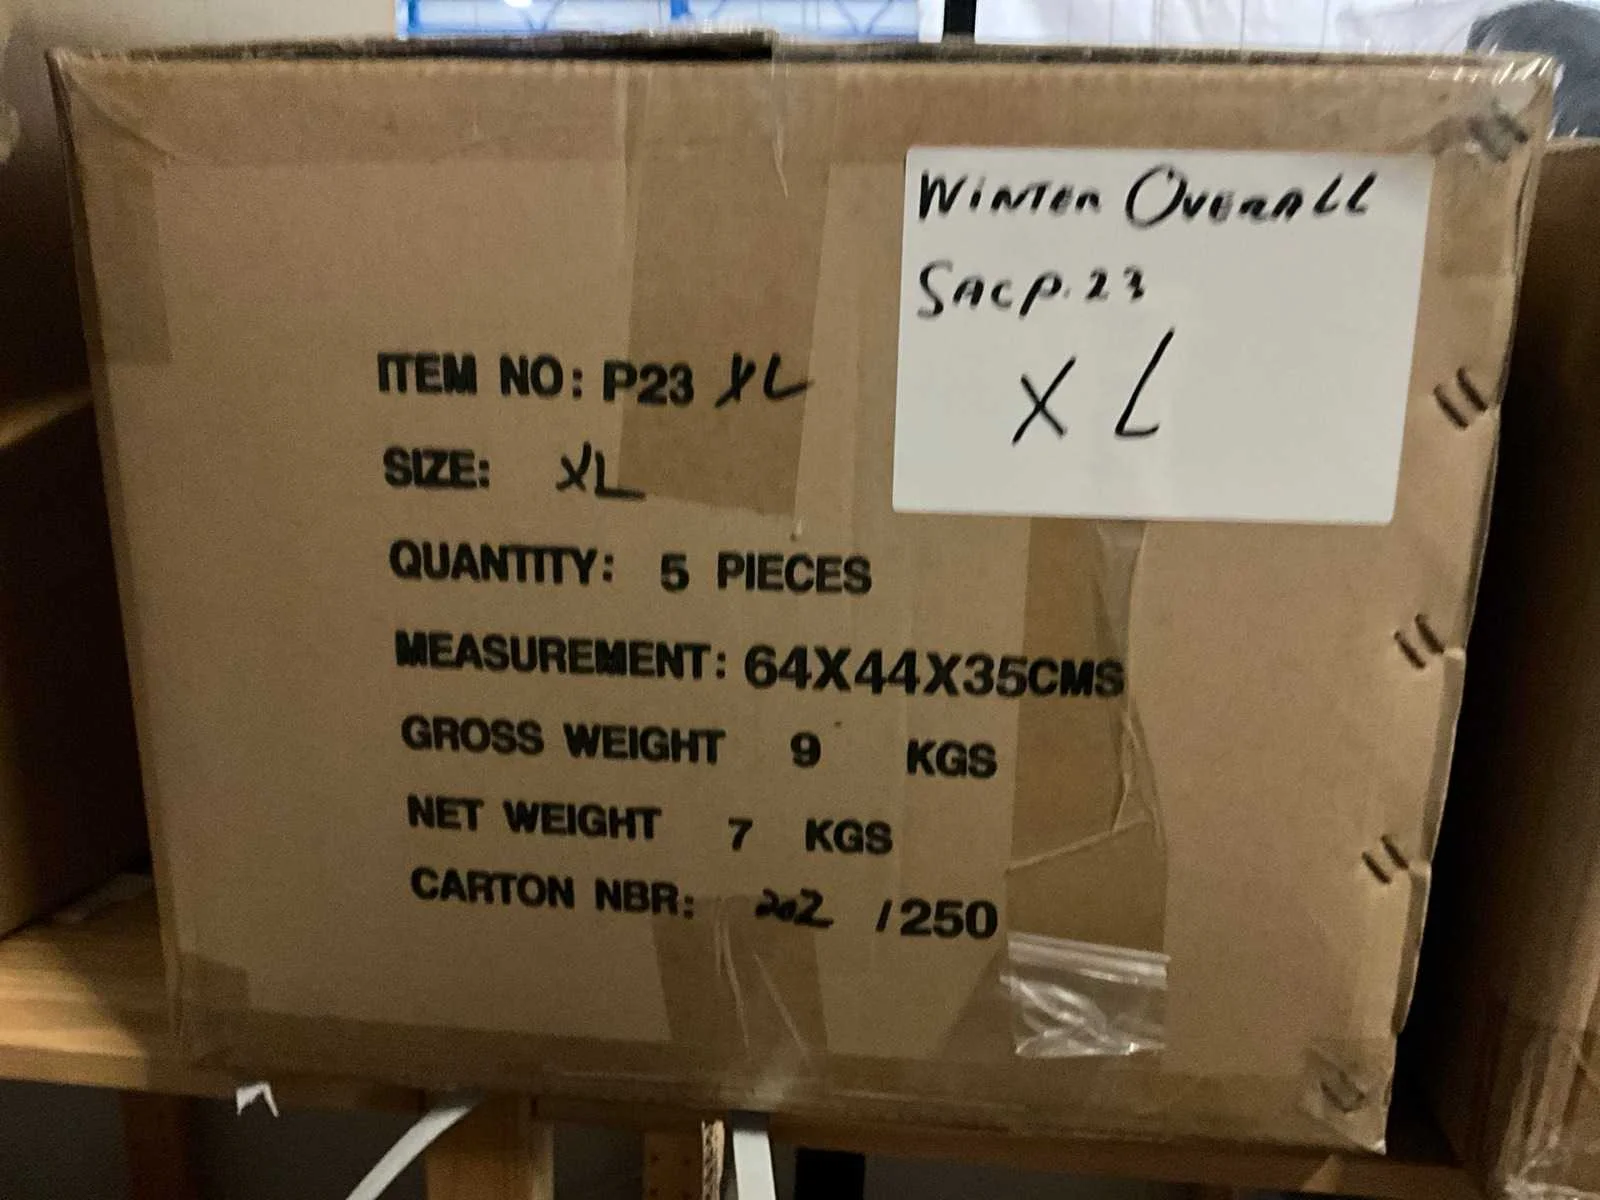 Winter Overall
SACP.23
XL
ITEM NO: P23 XL
SIZE: XL
QUANTITY: 5 PIECES
MEASUREMENT: 64X44X35CMS
GROSS WEIGHT 9 KGS
NET WEIGHT 7 KGS
CARTON NBR: 202 /250